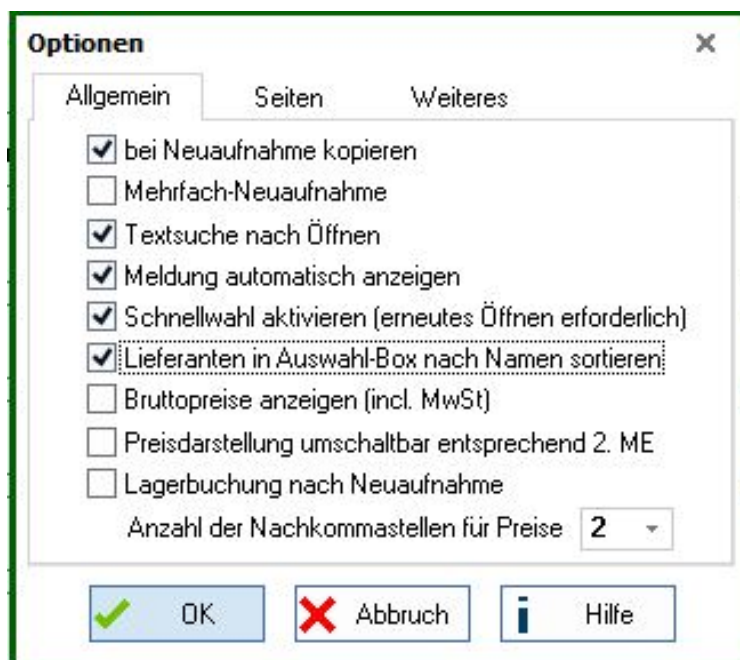 Optionen
Allgemein Seiten Weiteres
bei Neuaufnahme kopieren
Mehrfach-Neuaufnahme
Textsuche nach Öffnen
Meldung automatisch anzeigen
Schnellwahl aktivieren (erneutes Öffnen erforderlich)
Lieferanten in Auswahl-Box nach Namen sortieren
Bruttopreise anzeigen (incl. MwSt)
Preisdarstellung umschaltbar entsprechend 2. ME
Lagerbuchung nach Neuaufnahme
Anzahl der Nachkommastellen für Preise 2
OK Abbruch Hilfe